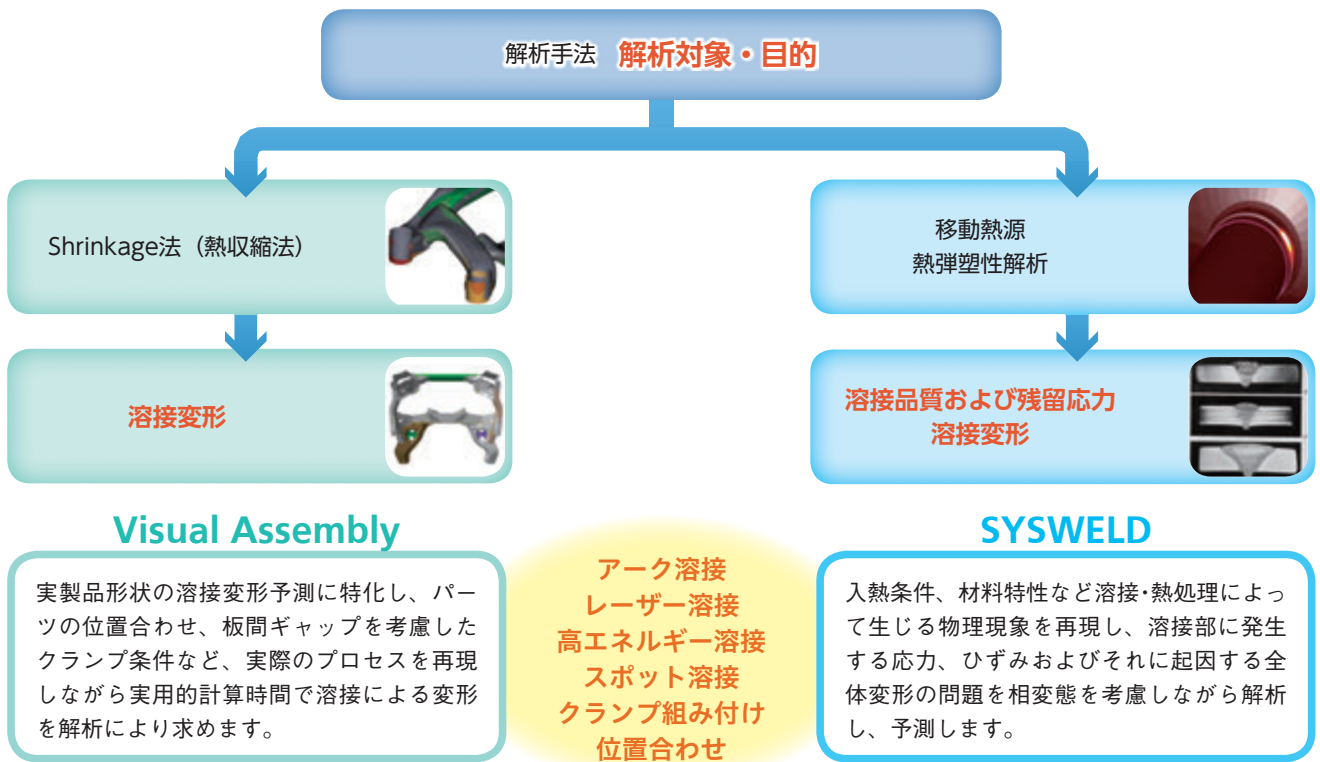 解析手法 解析対象・目的
Shrinkage法（熱収縮法）
移動熱源
熱弾塑性解析
溶接変形
溶接品質および残留応力
溶接変形
Visual Assembly
実製品形状の溶接変形予測に特化し、パー
ツの位置合わせ、板間ギャップを考慮した
クランプ条件など、実際のプロセスを再現
しながら実用的計算時間で溶接による変形
を解析により求めます。
アーク溶接
レーザー溶接
高エネルギー溶接
スポット溶接
クランプ組み付け
位置合わせ
SYSWELD
入熱条件、材料特性など溶接・熱処理によっ
て生じる物理現象を再現し、溶接部に発生
する応力、ひずみおよびそれに起因する全
体変形の問題を相変態を考慮しながら解析
し、予測します。